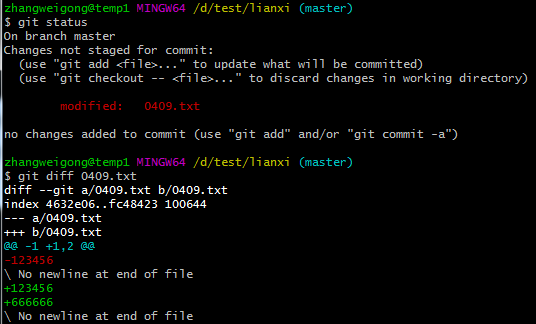 zhangweigong@temp1 MINGW64 /d/test/lianxi (master)
$ git status
On branch master
Changes not staged for commit:
  (use "git add <file>..." to update what will be committed)
  (use "git checkout -- <file>..." to discard changes in working directory)
        modified:   0409.txt
no changes added to commit (use "git add" and/or "git commit -a")
zhangweigong@temp1 MINGW64 /d/test/lianxi (master)
$ git diff 0409.txt
diff --git a/0409.txt b/0409.txt
index 4632e06..fc48423 100644
--- a/0409.txt
+++ b/0409.txt
@@ -1 +1,2 @@
-123456
\ No newline at end of file
+123456
+666666
\ No newline at end of file